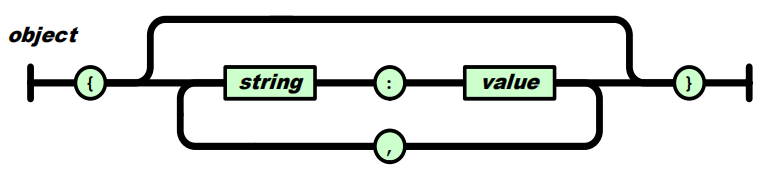 object
{ string : value }
,